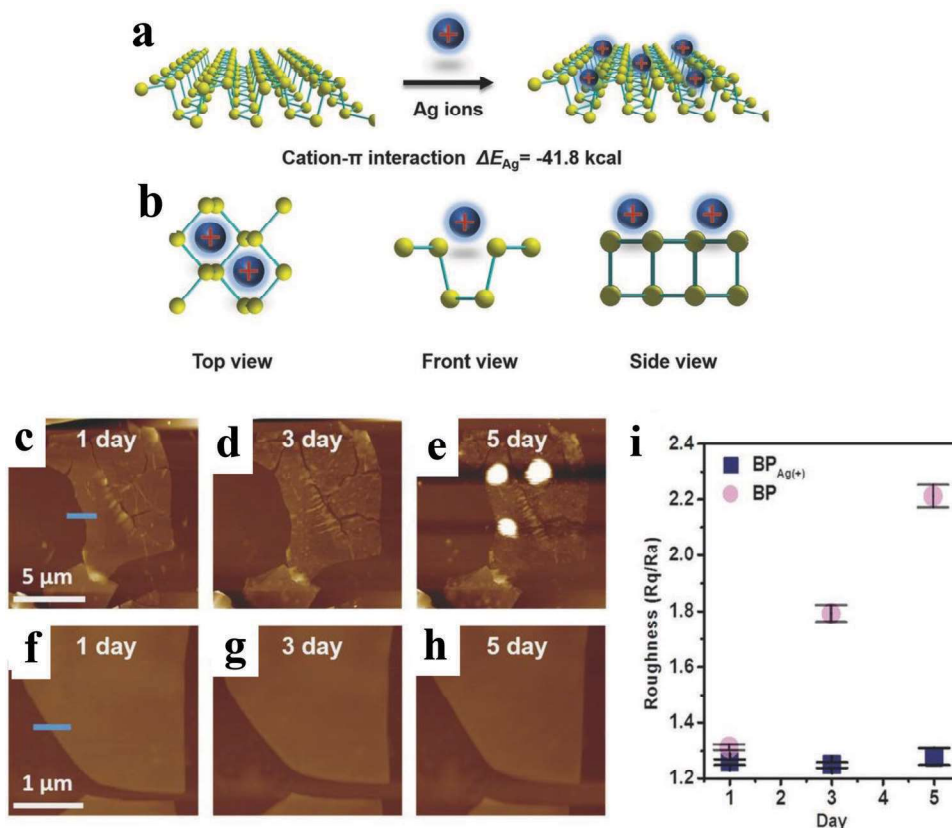 a
+
+
+
+
+
+
Ag ions
Cation-π interaction ΔE_Ag= -41.8 kcal
b
+
+
+
+
+
Top view
Front view
Side view
c
1 day
5 µm
d
3 day
e
5 day
f
1 day
1 µm
g
3 day
h
5 day
i
Roughness (Rq/Ra)
2.4
2.2
2.0
1.8
1.6
1.4
1.2
BP Ag(+)
BP
1 2 3 4 5
Day